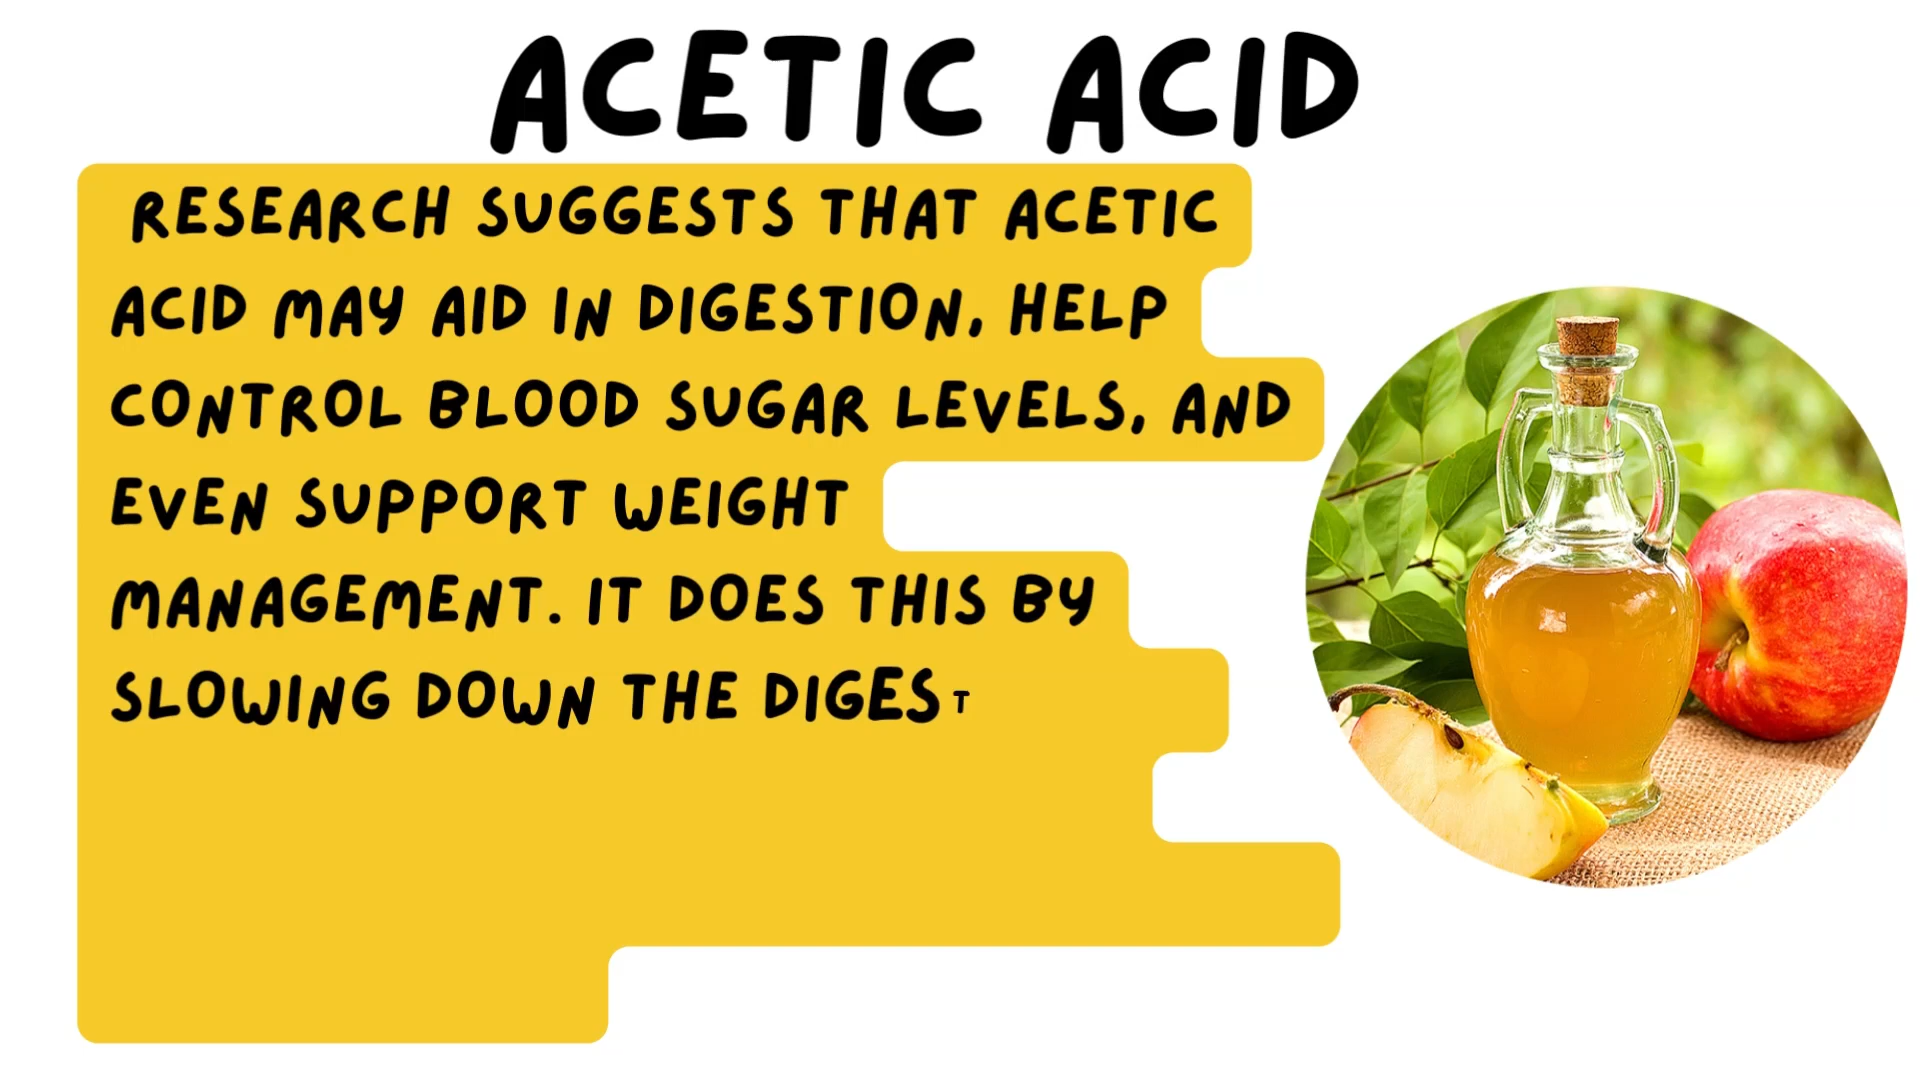 ACETIC ACID
RESEARCH SUGGESTS THAT ACETIC
ACID MAY AID IN DIGESTION, HELP
CONTROL BLOOD SUGAR LEVELS, AND
EVEN SUPPORT WEIGHT
MANAGEMENT. IT DOES THIS BY
SLOWING DOWN THE DIGEST